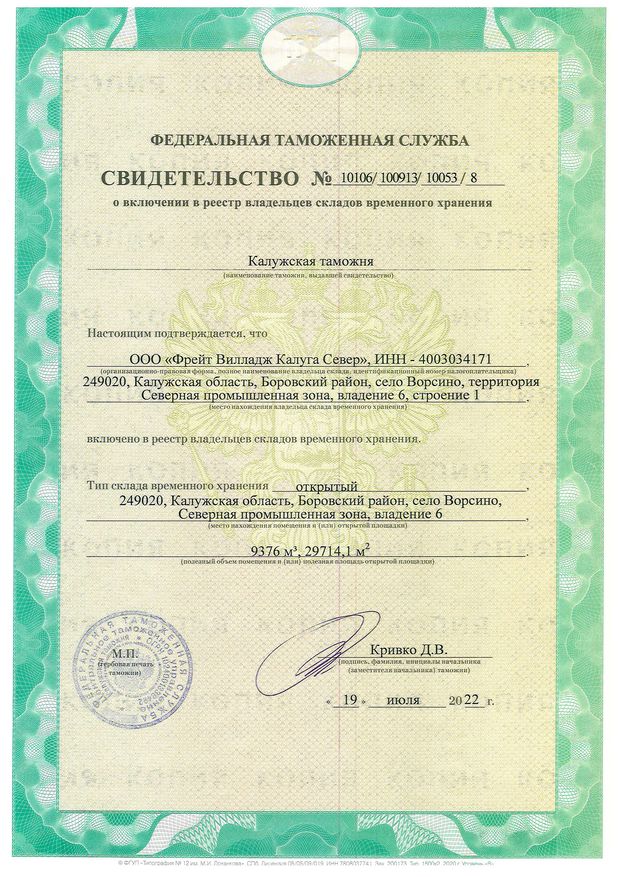 ФЕДЕРАЛЬНАЯ ТАМОЖЕННАЯ СЛУЖБА
СВИДЕТЕЛЬСТВО № 10106/ 100913/ 10053 / 8
о включении в реестр владельцев складов временного хранения
Калужская таможня
(наименование таможни, выдавшей свидетельство)
Настоящим подтверждается, что
ООО «Фрейт Вилладж Калуга Север», ИНН - 4003034171 ,
(организационно-правовая форма, полное наименование владельца склада, идентификационный номер налогоплательщика)
249020, Калужская область, Боровский район, село Ворсино, территория
Северная промышленная зона, владение 6, строение 1 ,
(место нахождения владельца склада временного хранения)
включено в реестр владельцев складов временного хранения.
Тип склада временного хранения открытый ,
249020, Калужская область, Боровский район, село Ворсино,
Северная промышленная зона, владение 6 ,
(место нахождения помещения и (или) открытой площадки)
9376 м³, 29714,1 м² .
(полезный объем помещения и (или) полезная площадь открытой площадки)
ФЕДЕРАЛЬНАЯ ТАМОЖЕННАЯ СЛУЖБА
Центральное таможенное управление
М.П.
(гербовая печать
таможни)
Кривко Д.В.
(подпись, фамилия, инициалы начальника
(заместителя начальника) таможни)
« 19 » июля 2022 г.